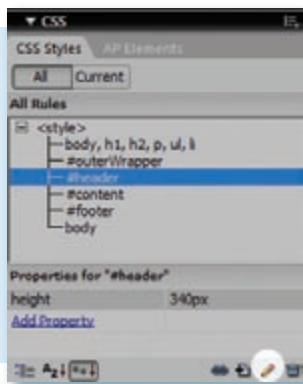 ▼ CSS
CSS Styles AP Elements
All Current
All Rules
<style>
body, h1, h2, p, ul, li
#outerWrapper
#header
#content
#footer
body
Properties for "#header"
height 340px
Add Property